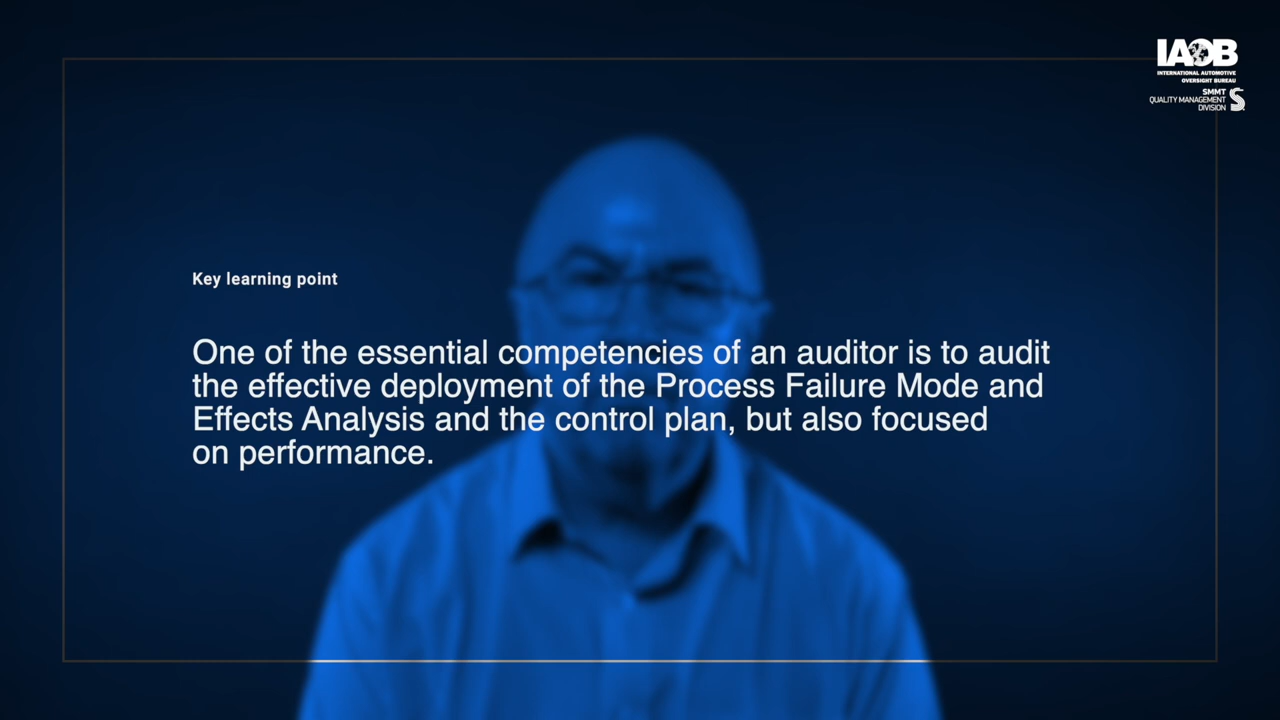 IAOB
INTERNATIONAL AUTOMOTIVE
OVERSIGHT BUREAU
SMMT
QUALITY MANAGEMENT
DIVISION
Key learning point
One of the essential competencies of an auditor is to audit
the effective deployment of the Process Failure Mode and
Effects Analysis and the control plan, but also focused
on performance.